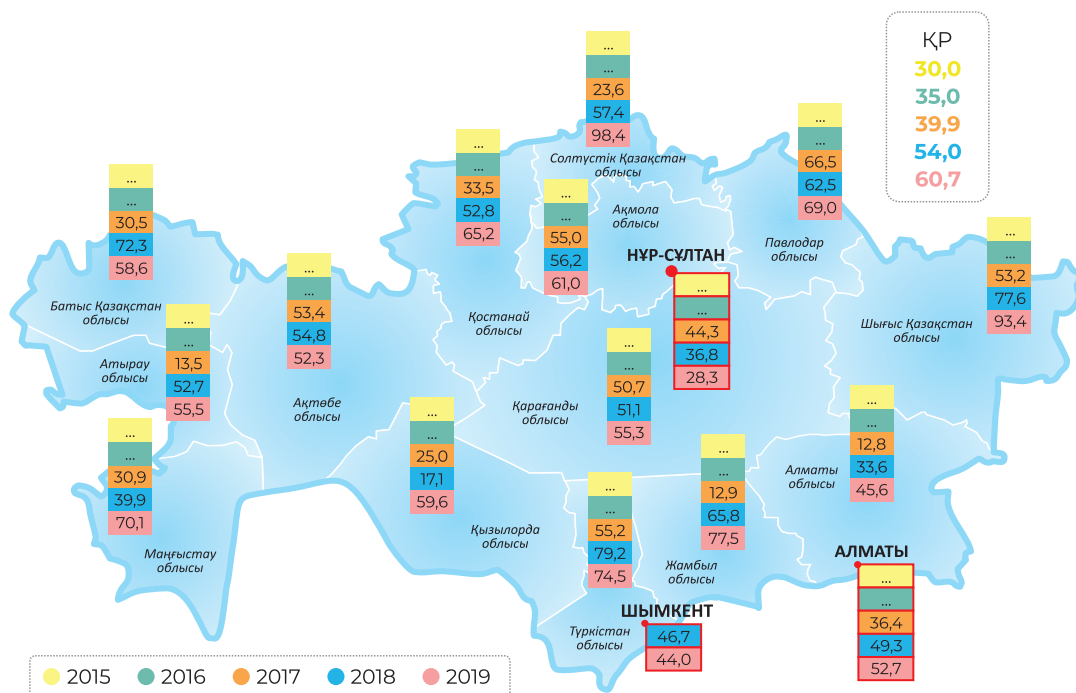 ҚР
30,0
35,0
39,9
54,0
60,7
...
...
23,6
57,4
98,4
Солтүстік Қазақстан
облысы
...
...
33,5
52,8
65,2
Қостанай
облысы
...
...
55,0
56,2
61,0
Ақмола
облысы
...
...
66,5
62,5
69,0
Павлодар
облысы
...
...
30,5
72,3
58,6
Батыс Қазақстан
облысы
...
...
53,4
54,8
52,3
Ақтөбе
облысы
НҰР-СҰЛТАН
...
...
44,3
36,8
28,3
...
...
53,2
77,6
93,4
Шығыс Қазақстан
облысы
...
...
13,5
52,7
55,5
Атырау
облысы
...
...
50,7
51,1
55,3
Қарағанды
облысы
...
...
30,9
39,9
70,1
Маңғыстау
облысы
...
...
25,0
17,1
59,6
Қызылорда
облысы
...
...
55,2
79,2
74,5
Түркістан
облысы
...
...
12,9
65,8
77,5
Жамбыл
облысы
...
...
12,8
33,6
45,6
Алматы
облысы
АЛМАТЫ
...
...
36,4
49,3
52,7
ШЫМКЕНТ
46,7
44,0
2015 2016 2017 2018 2019